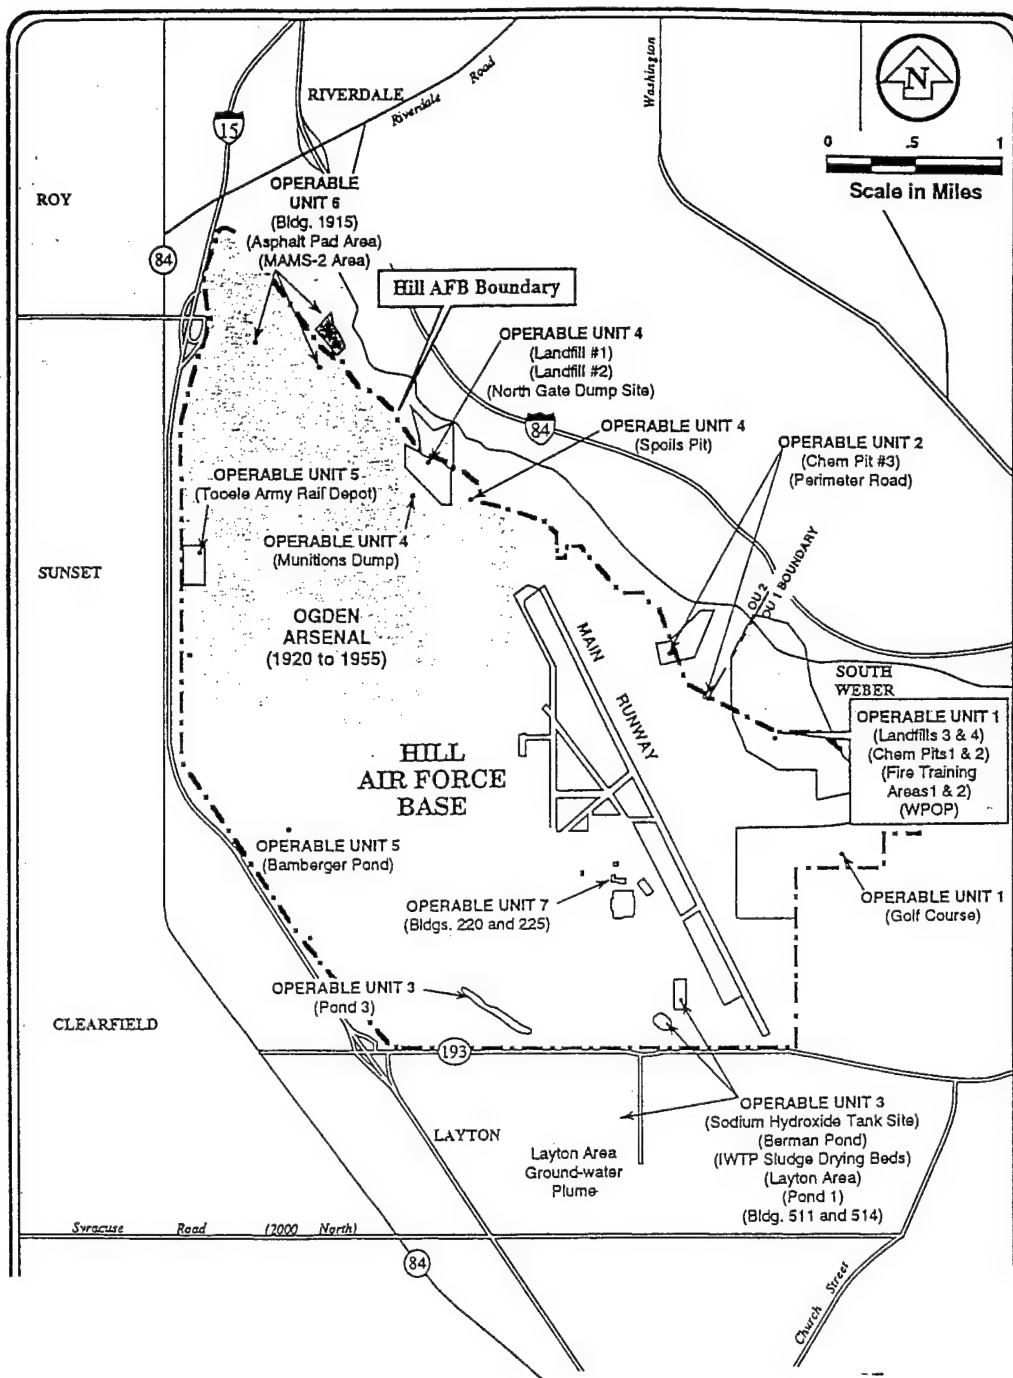 Washington
N
RIVERDALE
Riverdale
Road
15
0
.5
1
Scale in Miles
ROY
OPERABLE
UNIT 6
(Bldg. 1915)
(Asphalt Pad Area)
(MAMS-2 Area)
84
Hill AFB Boundary
OPERABLE UNIT 4
(Landfill #1)
(Landfill #2)
(North Gate Dump Site)
84
OPERABLE UNIT 4
(Spoils Pit)
OPERABLE UNIT 2
(Chem Pit #3)
(Perimeter Road)
OPERABLE UNIT 5
(Tooele Army Rail Depot)
OPERABLE UNIT 4
(Munitions Dump)
SUNSET
OU 2
OU 1 BOUNDARY
OGDEN
ARSENAL
(1920 to 1955)
MAIN
RUNWAY
SOUTH
WEBER
OPERABLE UNIT 1
(Landfills 3 & 4)
(Chem Pits1 & 2)
(Fire Training
Areas1 & 2)
(WPOP)
HILL
AIR FORCE
BASE
OPERABLE UNIT 5
(Bamberger Pond)
OPERABLE UNIT 7
(Bldgs. 220 and 225)
OPERABLE UNIT 1
(Golf Course)
OPERABLE UNIT 3
(Pond 3)
CLEARFIELD
193
LAYTON
Layton Area
Ground-water
Plume
OPERABLE UNIT 3
(Sodium Hydroxide Tank Site)
(Berman Pond)
(IWTP Sludge Drying Beds)
(Layton Area)
(Pond 1)
(Bldg. 511 and 514)
Syracuse Road (2000 North)
84
Church Street